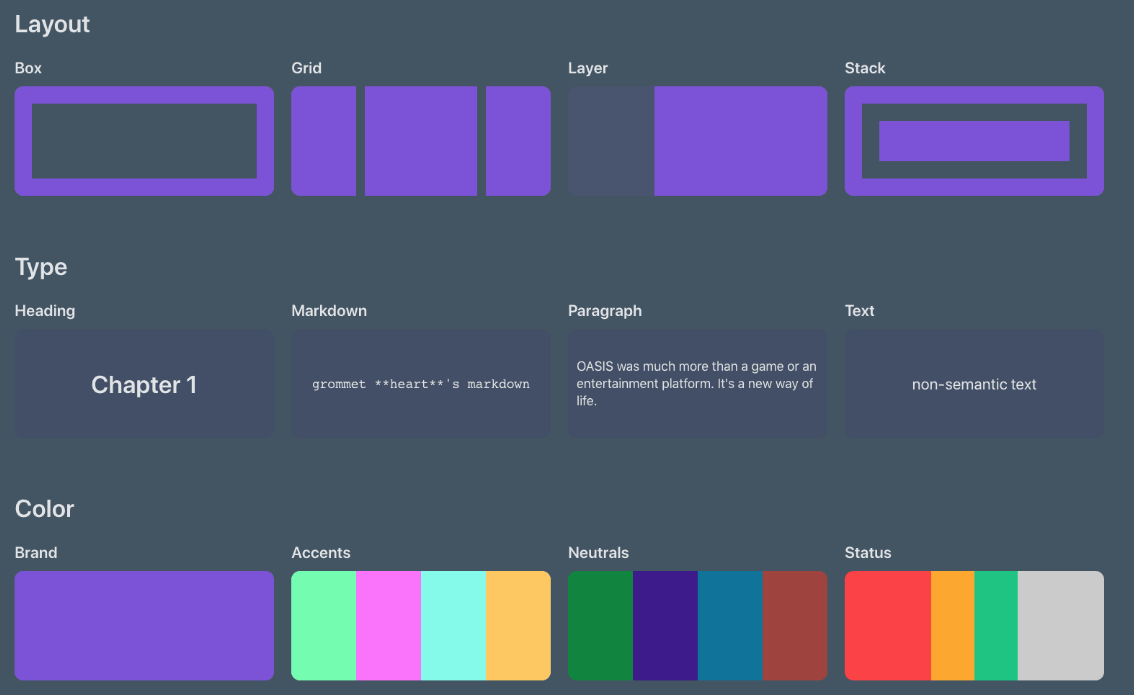 Layout
Box
Grid
Layer
Stack
Type
Heading
Markdown
Paragraph
Text
Chapter 1
grommet **heart**'s markdown
OASIS was much more than a game or an
entertainment platform. It's a new way of
life.
non-semantic text
Color
Brand
Accents
Neutrals
Status